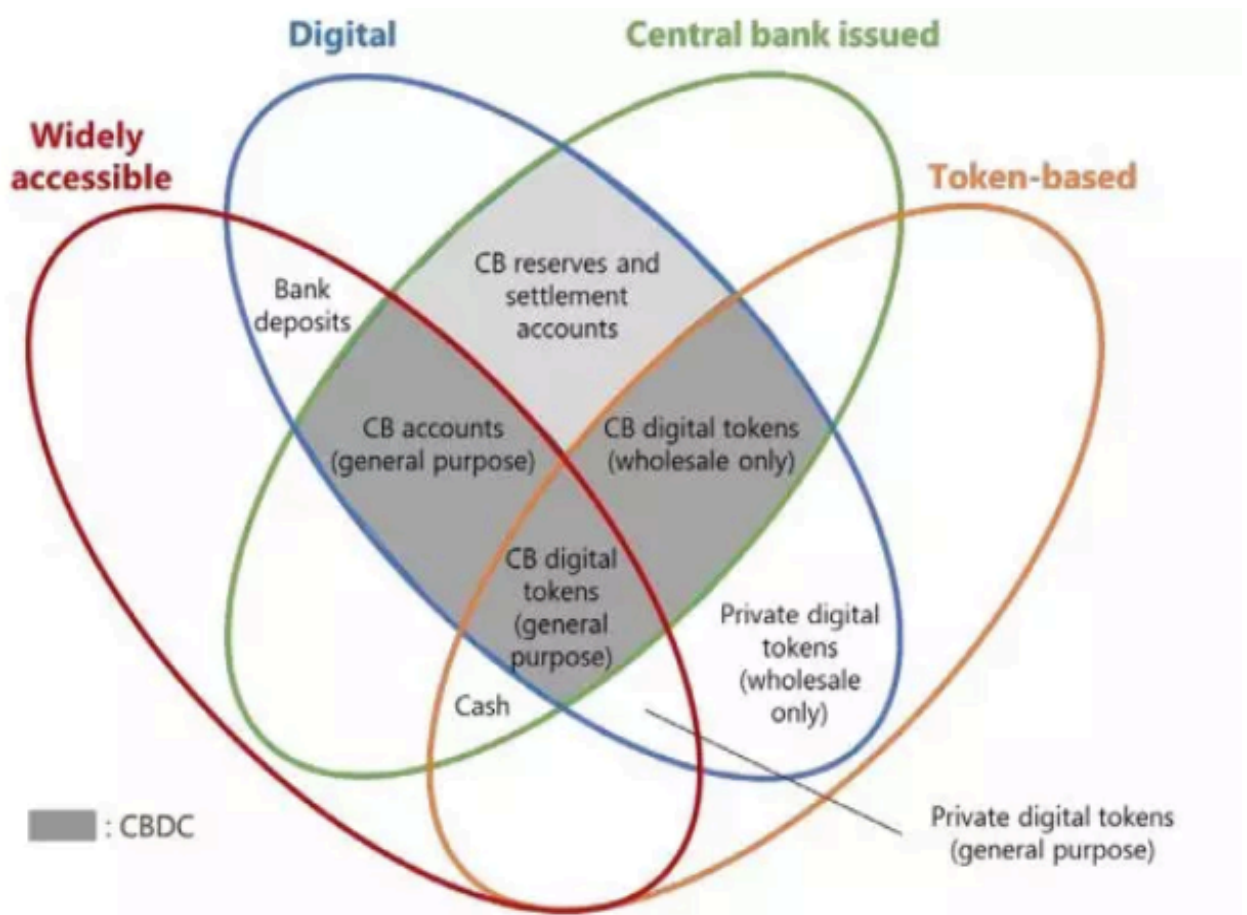 Digital
Central bank issued
Widely
accessible
Token-based
Bank
deposits
CB reserves and
settlement
accounts
CB accounts
(general purpose)
CB digital tokens
(wholesale only)
CB digital
tokens
(general
purpose)
Private digital
tokens
(wholesale
only)
Cash
: CBDC
Private digital tokens
(general purpose)